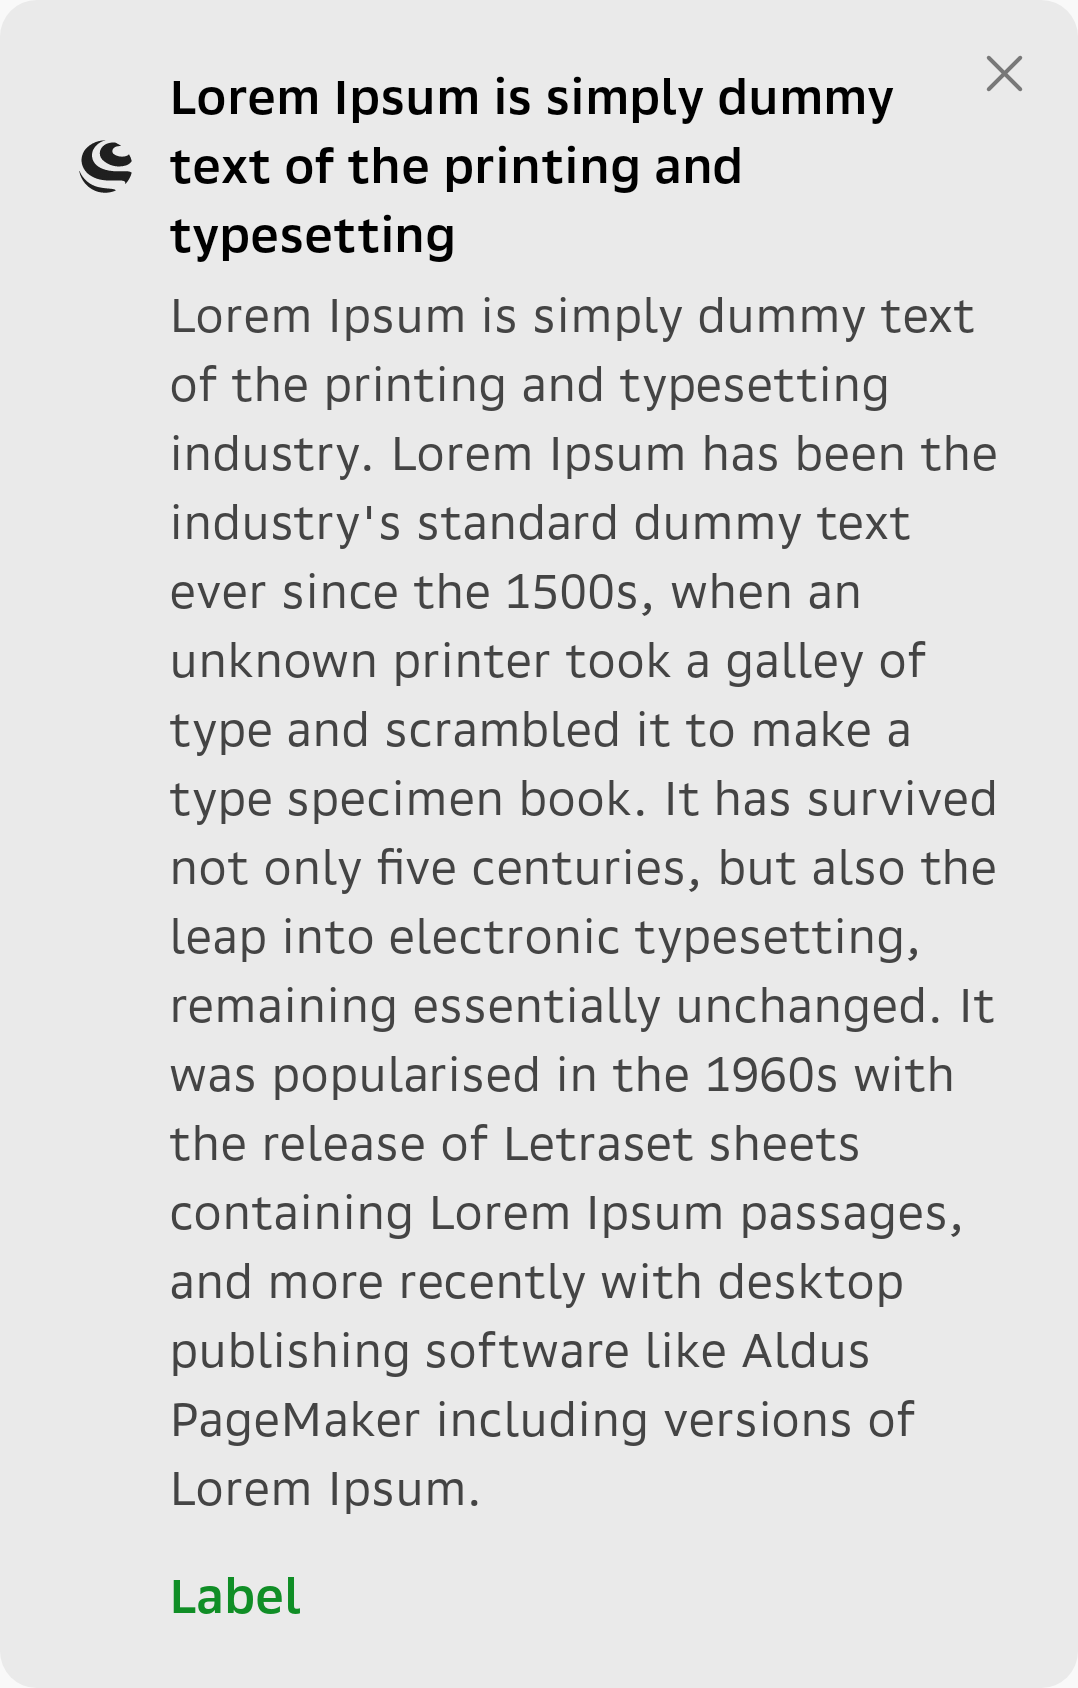 Lorem Ipsum is simply dummy
text of the printing and
typesetting
Lorem Ipsum is simply dummy text
of the printing and typesetting
industry. Lorem Ipsum has been the
industry's standard dummy text
ever since the 1500s, when an
unknown printer took a galley of
type and scrambled it to make a
type specimen book. It has survived
not only five centuries, but also the
leap into electronic typesetting,
remaining essentially unchanged. It
was popularised in the 1960s with
the release of Letraset sheets
containing Lorem Ipsum passages,
and more recently with desktop
publishing software like Aldus
PageMaker including versions of
Lorem Ipsum.
Label